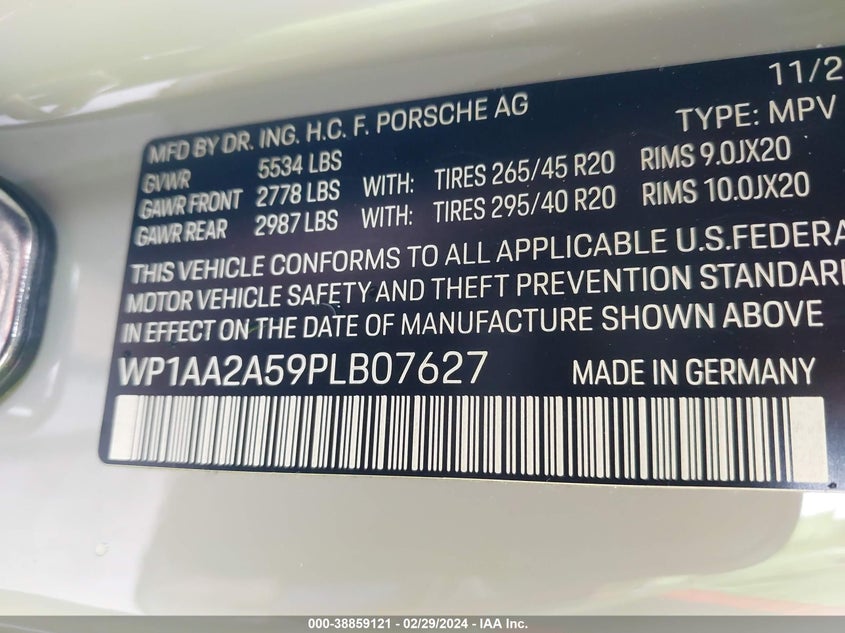 11/2
MFD BY DR. ING. H.C. F. PORSCHE AG
TYPE: MPV
GVWR 5534 LBS
GAWR FRONT 2778 LBS WITH: TIRES 265/45 R20 RIMS 9.0JX20
GAWR REAR 2987 LBS WITH: TIRES 295/40 R20 RIMS 10.0JX20
THIS VEHICLE CONFORMS TO ALL APPLICABLE U.S.FEDERA
MOTOR VEHICLE SAFETY AND THEFT PREVENTION STANDARD
IN EFFECT ON THE DATE OF MANUFACTURE SHOWN ABOVE
WP1AA2A59PLB07627 MADE IN GERMANY
000-38859121 - 02/29/2024 - IAA Inc.